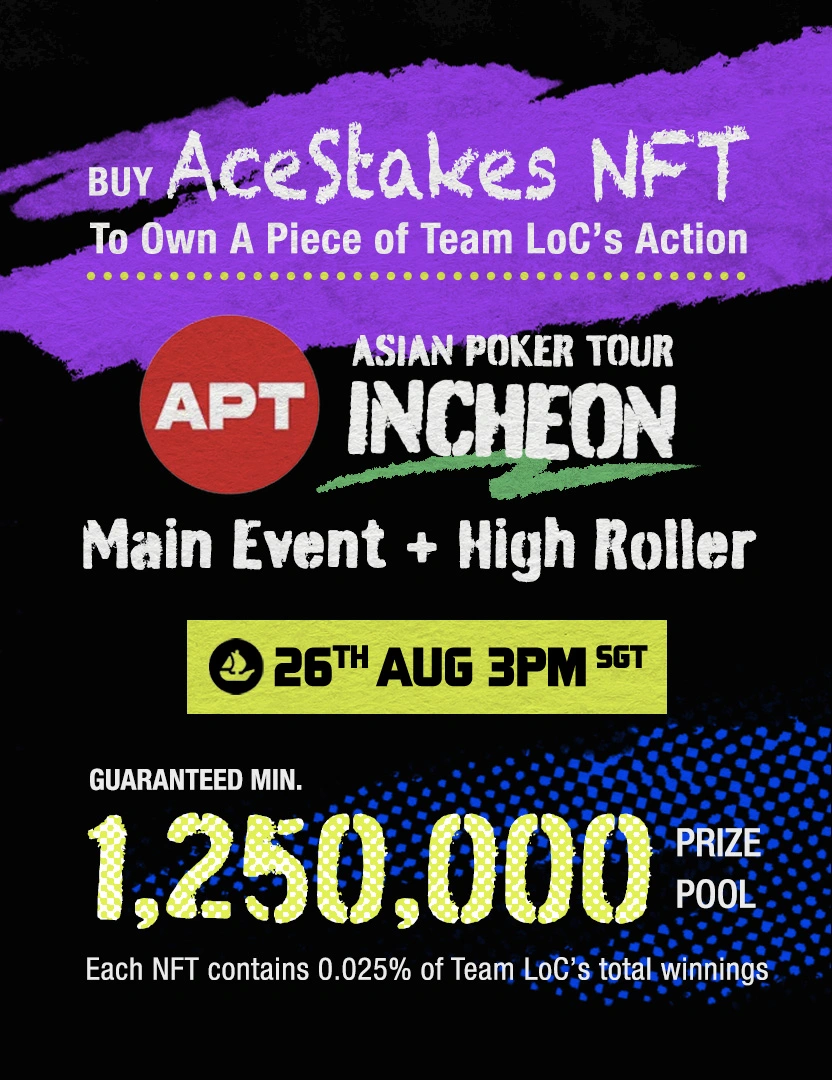 BUY AceStakes NFT
To Own A Piece of Team LoC's Action
APT
ASIAN POKER TOUR
INCHEON
Main Event + High Roller
26TH AUG 3PM SGT
GUARANTEED MIN.
1,250,000 PRIZE POOL
Each NFT contains 0.025% of Team LoC's total winnings